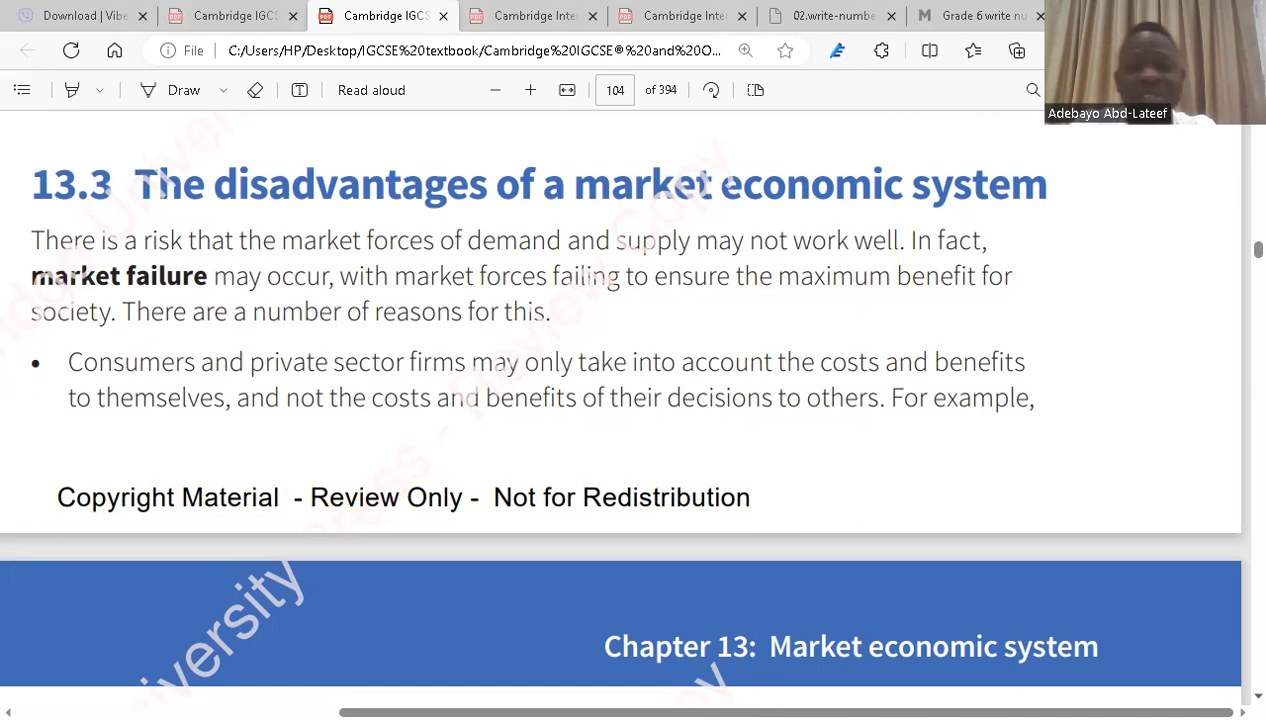 Download | Vibe
Cambridge IGCS
Cambridge IGCS
Cambridge Inte
Cambridge Inte
02.write-numbe
Grade 6 write nu
File
C:/Users/HP/Desktop/IGCSE%20textbook/Cambridge%20IGCSE®%20and%20O...
Draw
Read aloud
104 of 394
Adebayo Abd-Lateef
13.3 The disadvantages of a market economic system
There is a risk that the market forces of demand and supply may not work well. In fact,
market failure may occur, with market forces failing to ensure the maximum benefit for
society. There are a number of reasons for this.
• Consumers and private sector firms may only take into account the costs and benefits
to themselves, and not the costs and benefits of their decisions to others. For example,
Review Copy
Copyright Material - Review Only - Not for Redistribution
Chapter 13: Market economic system